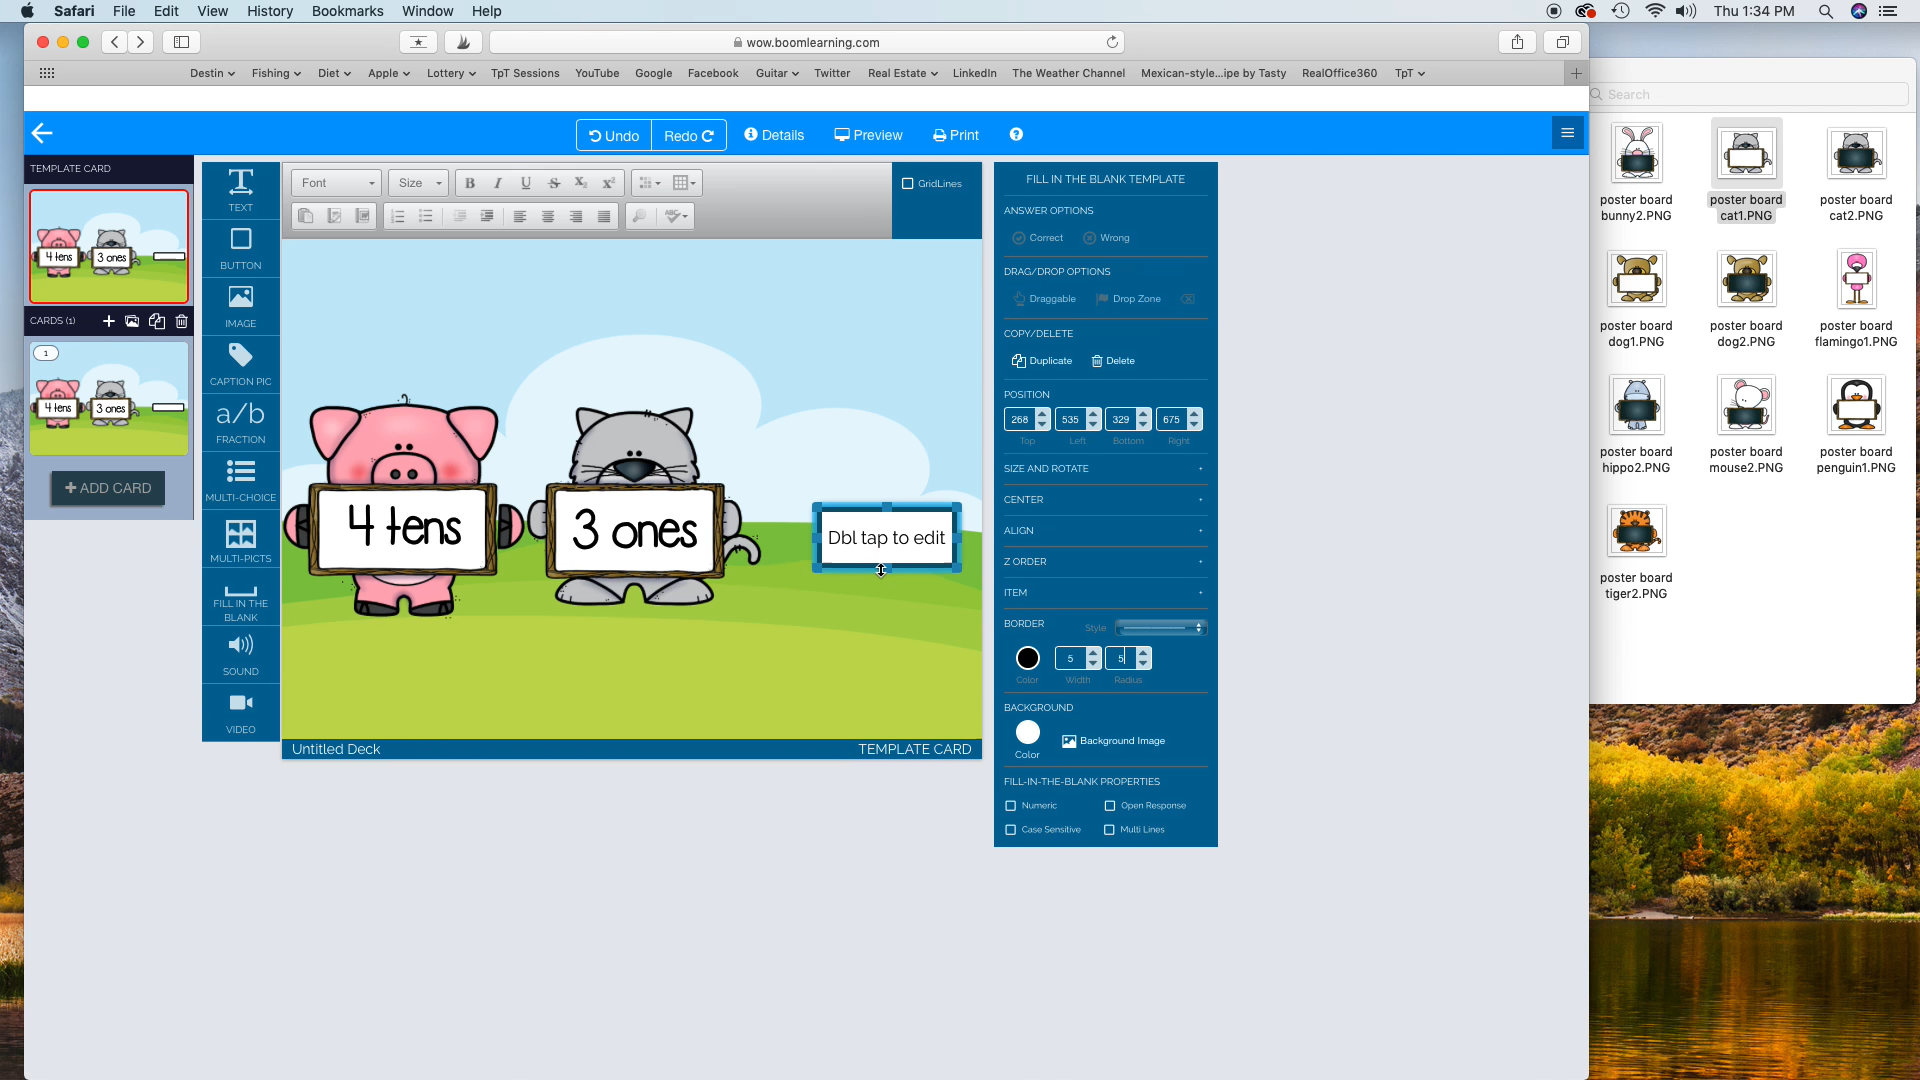 Safari File Edit View History Bookmarks Window Help Thu 1:34 PM
wow.boomlearning.com
Destin Fishing Diet Apple Lottery TpT Sessions YouTube Google Facebook Guitar Twitter Real Estate LinkedIn The Weather Channel Mexican-style...ipe by Tasty RealOffice360 TpT
Search
Undo Redo Details Preview Print ?
TEMPLATE CARD
4 tens 3 ones
CARDS (1)
1
4 tens 3 ones
+ ADD CARD
TEXT
BUTTON
IMAGE
CAPTION PIC
a/b
FRACTION
MULTI-CHOICE
MULTI-PICTS
FILL IN THE
BLANK
SOUND
VIDEO
Font Size B I U S X2 X2
GridLines
ABC
4 tens
3 ones
Dbl tap to edit
Untitled Deck TEMPLATE CARD
FILL IN THE BLANK TEMPLATE
ANSWER OPTIONS
Correct Wrong
DRAG/DROP OPTIONS
Draggable Drop Zone
COPY/DELETE
Duplicate Delete
POSITION
268 535 329 675
Top Left Bottom Right
SIZE AND ROTATE +
CENTER +
ALIGN +
Z ORDER +
ITEM +
BORDER Style
5 5
Color Width Radius
BACKGROUND
Background Image
Color
FILL-IN-THE-BLANK PROPERTIES
Numeric Open Response
Case Sensitive Multi Lines
poster board
bunny2.PNG
poster board
cat1.PNG
poster board
cat2.PNG
poster board
dog1.PNG
poster board
dog2.PNG
poster board
flamingo1.PNG
poster board
hippo2.PNG
poster board
mouse2.PNG
poster board
penguin1.PNG
poster board
tiger2.PNG